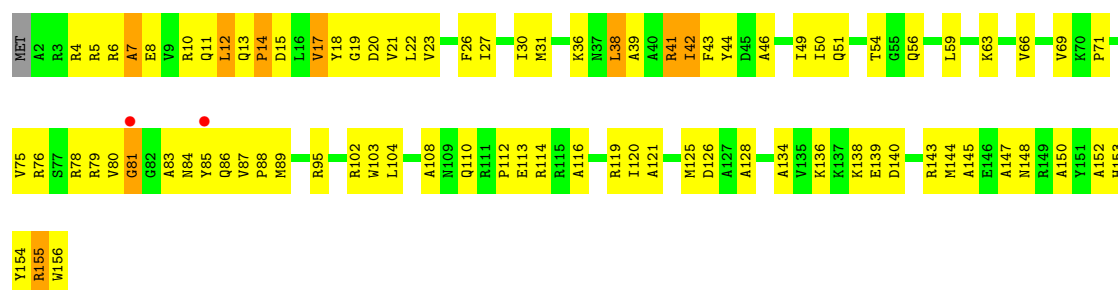 MET A2 R3 R4 R5 R6 A7 E8 V9 R10 Q11 L12 Q13 P14 D15 L16 V17 Y18 G19 D20 V21 L22 V23 F26 I27 I30 M31 K36 N37 L38 A39 A40 R41 I42 F43 Y44 D45 A46 I49 I50 Q51 T54 G55 Q56 L59 K63 V66 V69 K70 P71
V75 R76 S77 R78 R79 V80 G81 G82 A83 N84 Y85 Q86 V87 P88 M89 R95 R102 W103 L104 A108 N109 Q110 R111 P112 E113 R114 R115 A116 R119 I120 A121 M125 D126 A127 A128 A134 V135 K136 K137 K138 E139 D140 R143 M144 A145 E146 A147 N148 R149 A150 Y151 A152 H153
Y154 R155 W156